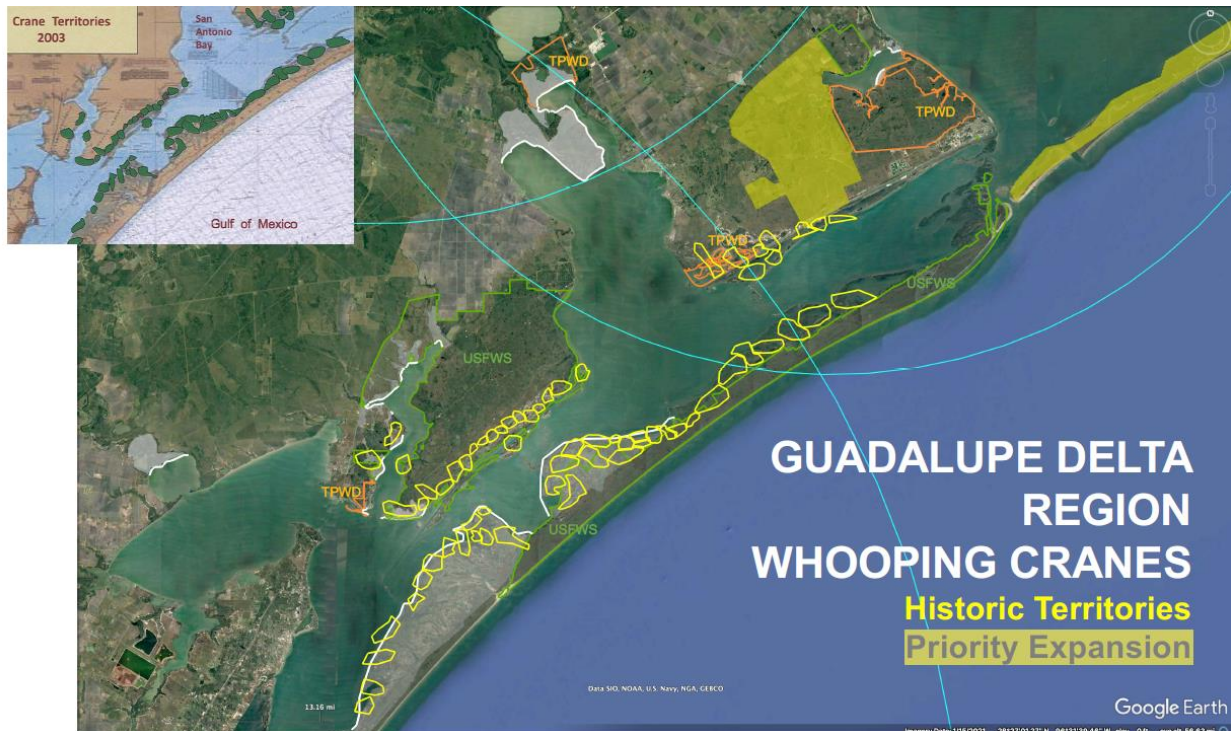 Crane Territories
2003
San
Antonio
Bay
Gulf of Mexico
TPWD
TPWD
TPWD
USFWS
USFWS
TPWD
USFWS
GUADALUPE DELTA
REGION
WHOOPING CRANES
Historic Territories
Priority Expansion
13.16 mi
Data SIO, NOAA, U.S. Navy, NGA, GEBCO
Google Earth